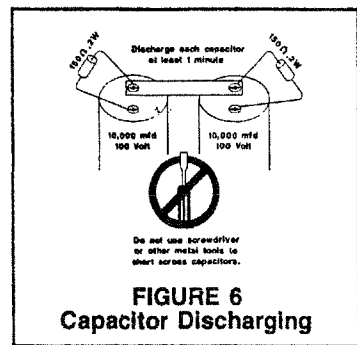 150Ω, 2W
150Ω, 2W
Discharge each capacitor
at least 1 minute
10,000 mfd
100 Volt
10,000 mfd
100 Volt
Do not use screwdriver
or other metal tools to
short across capacitors.
FIGURE 6
Capacitor Discharging